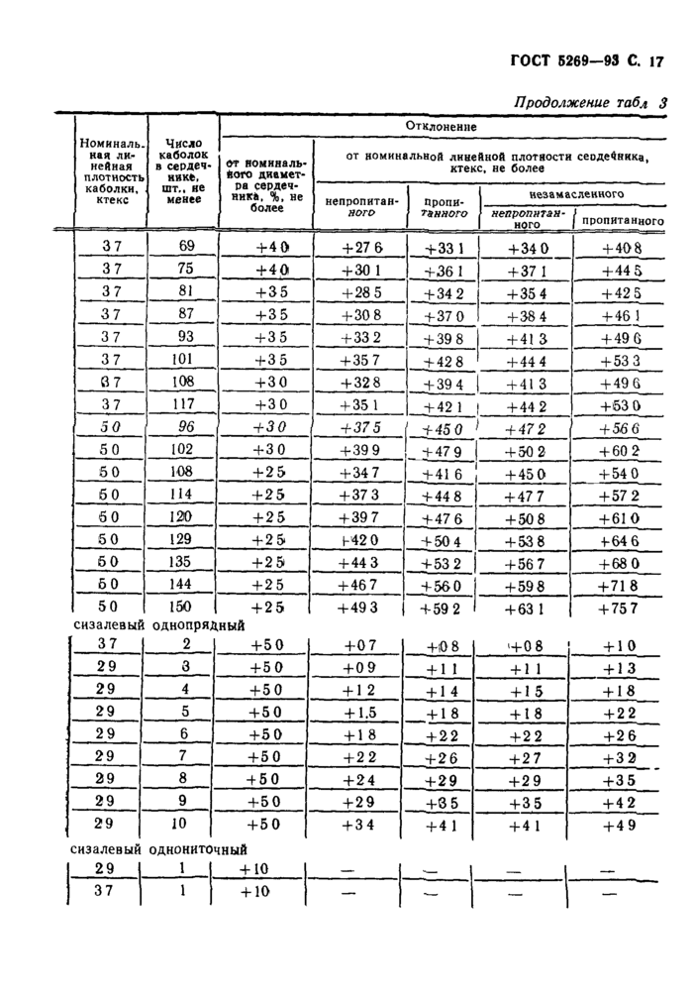 ГОСТ 5269—93 С. 17
Продолжение табл 3
Номиналь-
ная ли-
нейная
плотность
каболки,
ктекс
Число
каболок
в сердеч-
нике,
шт., не
менее
Отклонение
от номиналь-
ного диамет-
ра сердеч-
ника, %, не
более
от номинальной линейной плотности сердечника,
ктекс, не более
непропитан-
ного
пропи-
танного
незамасленного
непропитан-
ного
пропитанного
3 7 69 +4 0 +27 6 +33 1 +34 0 +40 8
3 7 75 +4 0 +30 1 +36 1 +37 1 +44 5
3 7 81 +3 5 +28 5 +34 2 +35 4 +42 5
3 7 87 +3 5 +30 8 +37 0 +38 4 +46 1
3 7 93 +3 5 +33 2 +39 8 +41 3 +49 6
3 7 101 +3 5 +35 7 +42 8 +44 4 +53 3
3 7 108 +3 0 +32 8 +39 4 +41 3 +49 6
3 7 117 +3 0 +35 1 +42 1 +44 2 +53 0
5 0 96 +3 0 +37 5 +45 0 +47 2 +56 6
5 0 102 +3 0 +39 9 +47 9 +50 2 +60 2
5 0 108 +2 5 +34 7 +41 6 +45 0 +54 0
5 0 114 +2 5 +37 3 +44 8 +47 7 +57 2
5 0 120 +2 5 +39 7 +47 6 +50 8 +61 0
5 0 129 +2 5 +42 0 +50 4 +53 8 +64 6
5 0 135 +2 5 +44 3 +53 2 +56 7 +68 0
5 0 144 +2 5 +46 7 +56 0 +59 8 +71 8
5 0 150 +2 5 +49 3 +59 2 +63 1 +75 7
сизалевый однопрядный
3 7 2 +5 0 +0 7 +0 8 +0 8 +1 0
2 9 3 +5 0 +0 9 +1 1 +1 1 +1 3
2 9 4 +5 0 +1 2 +1 4 +1 5 +1 8
2 9 5 +5 0 +1,5 +1 8 +1 8 +2 2
2 9 6 +5 0 +1 8 +2 2 +2 2 +2 6
2 9 7 +5 0 +2 2 +2 6 +2 7 +3 2
2 9 8 +5 0 +2 4 +2 9 +2 9 +3 5
2 9 9 +5 0 +2 9 +3 5 +3 5 +4 2
2 9 10 +5 0 +3 4 +4 1 +4 1 +4 9
сизалевый однониточный
2 9 1 +10 — — — —
3 7 1 +10 — — — —